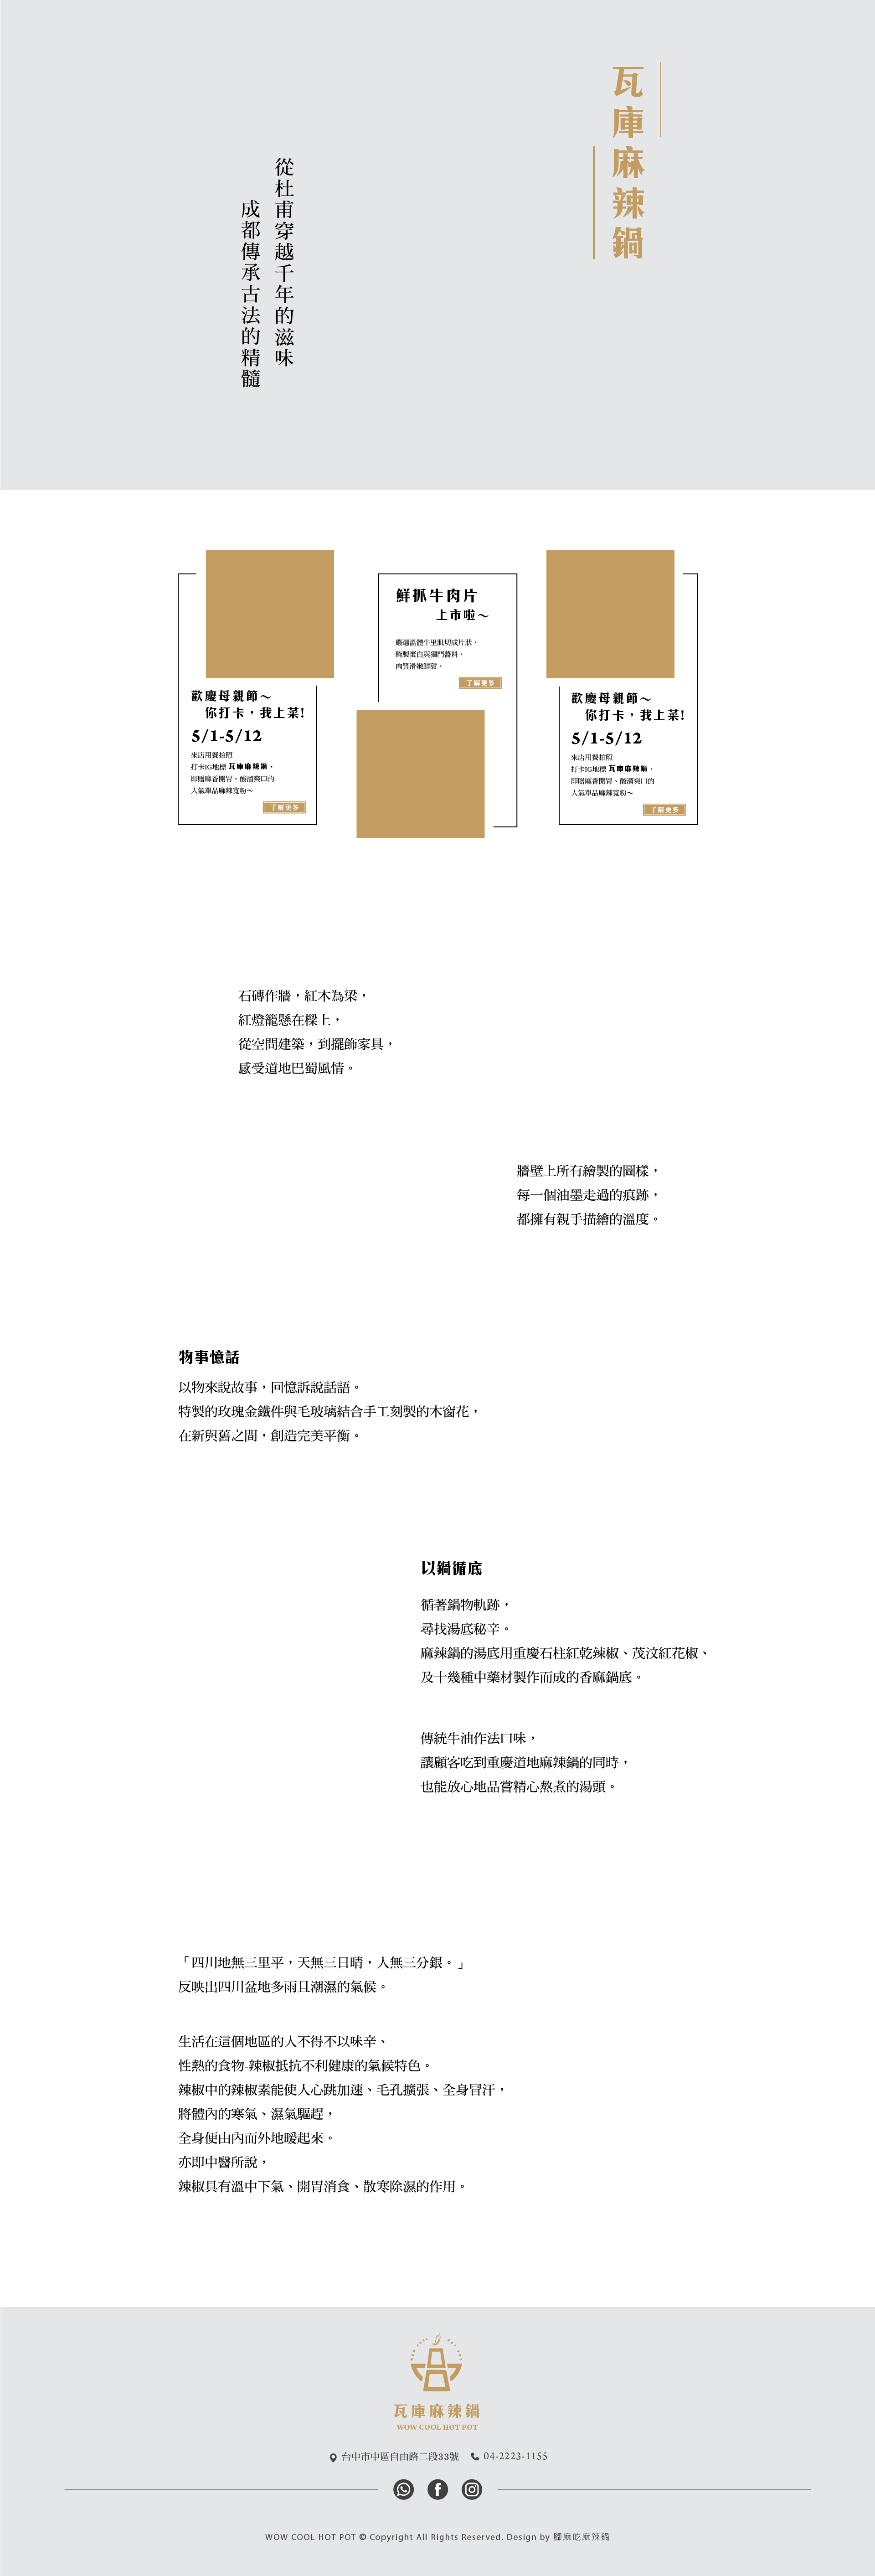 瓦庫麻辣鍋
從杜甫穿越千年的滋味
成都傳承古法的精髓
歡慶母親節～
你打卡，我上菜!
5/1-5/12
來店用餐拍照
打卡IG地標 瓦庫麻辣鍋，
即贈麻香開胃、酸溜爽口的
人氣單品麻辣寬粉～
了解更多
鮮抓牛肉片
上市啦～
嚴選溫體牛里肌切成片狀，
醃製蛋白與獨門醬料，
肉質滑嫩鮮甜。
了解更多
歡慶母親節～
你打卡，我上菜!
5/1-5/12
來店用餐拍照
打卡IG地標 瓦庫麻辣鍋，
即贈麻香開胃、酸溜爽口的
人氣單品麻辣寬粉～
了解更多
石磚作牆，紅木為梁，
紅燈籠懸在樑上，
從空間建築，到擺飾家具，
感受道地巴蜀風情。
牆壁上所有繪製的圖樣，
每一個油墨走過的痕跡，
都擁有親手描繪的溫度。
物事憶話
以物來說故事，回憶訴說話語。
特製的玫瑰金鐵件與毛玻璃結合手工刻製的木窗花，
在新與舊之間，創造完美平衡。
以鍋循底
循著鍋物軌跡，
尋找湯底秘辛。
麻辣鍋的湯底用重慶石柱紅乾辣椒、茂汶紅花椒、
及十幾種中藥材製作而成的香麻鍋底。
傳統牛油作法口味，
讓顧客吃到重慶道地麻辣鍋的同時，
也能放心地品嘗精心熬煮的湯頭。
「四川地無三里平，天無三日晴，人無三分銀。」
反映出四川盆地多雨且潮濕的氣候。
生活在這個地區的人不得不以味辛、
性熱的食物-辣椒抵抗不利健康的氣候特色。
辣椒中的辣椒素能使人心跳加速、毛孔擴張、全身冒汗，
將體內的寒氣、濕氣驅趕，
全身便由內而外地暖起來。
亦即中醫所說，
辣椒具有溫中下氣、開胃消食、散寒除濕的作用。
瓦庫麻辣鍋
WOW COOL HOT POT
台中市中區自由路二段33號 04-2223-1155
WOW COOL HOT POT © Copyright All Rights Reserved. Design by 腳麻吃麻辣鍋